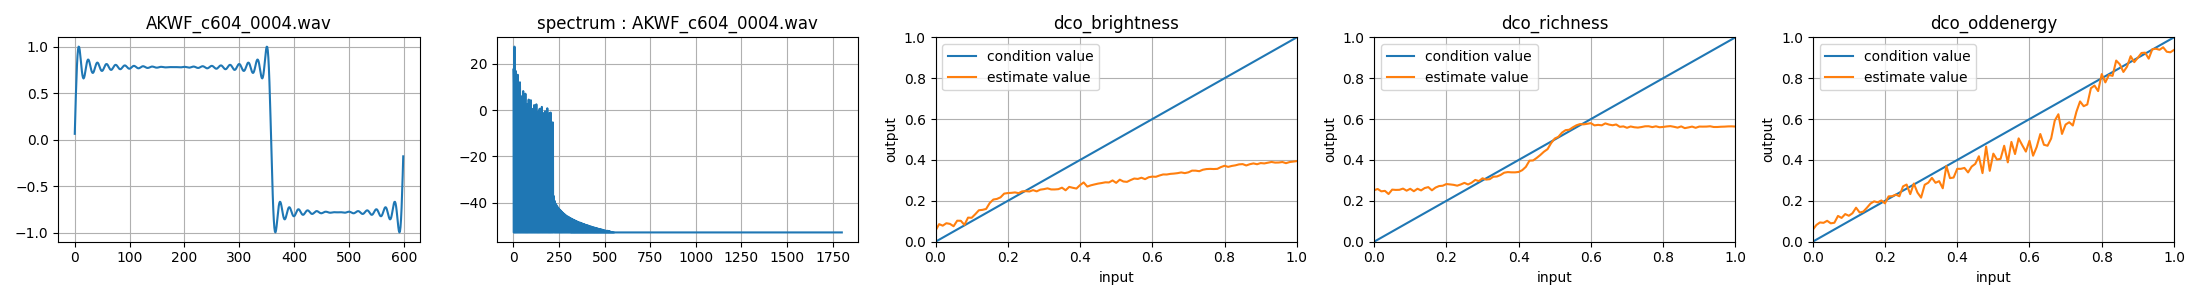 AKWF_c604_0004.wav
1.0
0.5
0.0
−0.5
−1.0
0 100 200 300 400 500 600
spectrum : AKWF_c604_0004.wav
20
0
−20
−40
0 250 500 750 1000 1250 1500 1750
dco_brightness
condition value
estimate value
output
1.0
0.8
0.6
0.4
0.2
0.0
0.0 0.2 0.4 0.6 0.8 1.0
input
dco_richness
condition value
estimate value
output
1.0
0.8
0.6
0.4
0.2
0.0
0.0 0.2 0.4 0.6 0.8 1.0
input
dco_oddenergy
condition value
estimate value
output
1.0
0.8
0.6
0.4
0.2
0.0
0.0 0.2 0.4 0.6 0.8 1.0
input